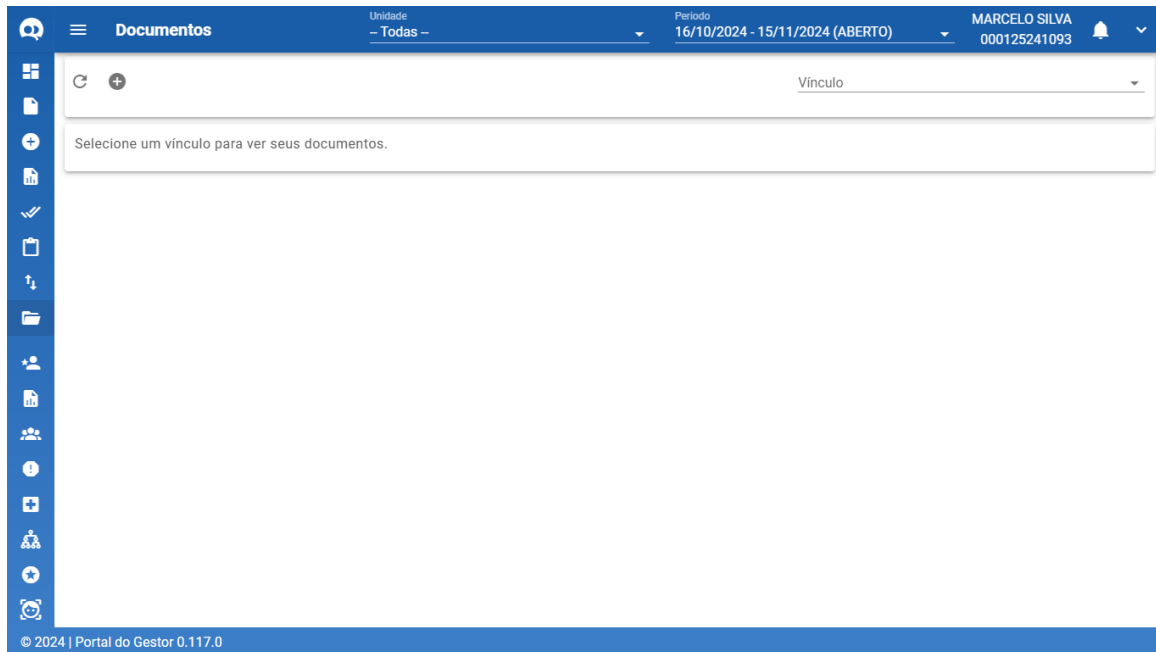 Documentos
Unidade
-- Todas --
Período
16/10/2024 - 15/11/2024 (ABERTO)
MARCELO SILVA
000125241093
Vínculo
Selecione um vínculo para ver seus documentos.
© 2024 | Portal do Gestor 0.117.0